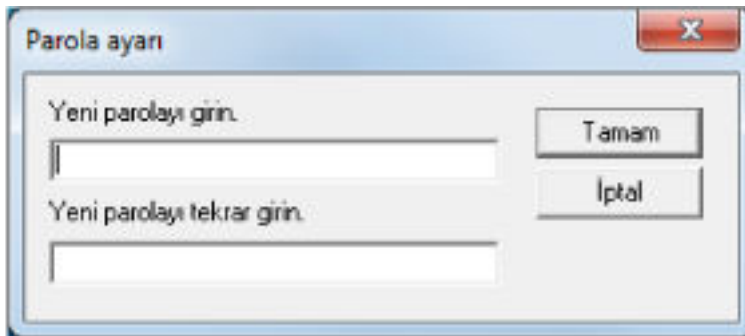 Parola ayarı
Yeni parolayı girin.
Tamam
İptal
Yeni parolayı tekrar girin.